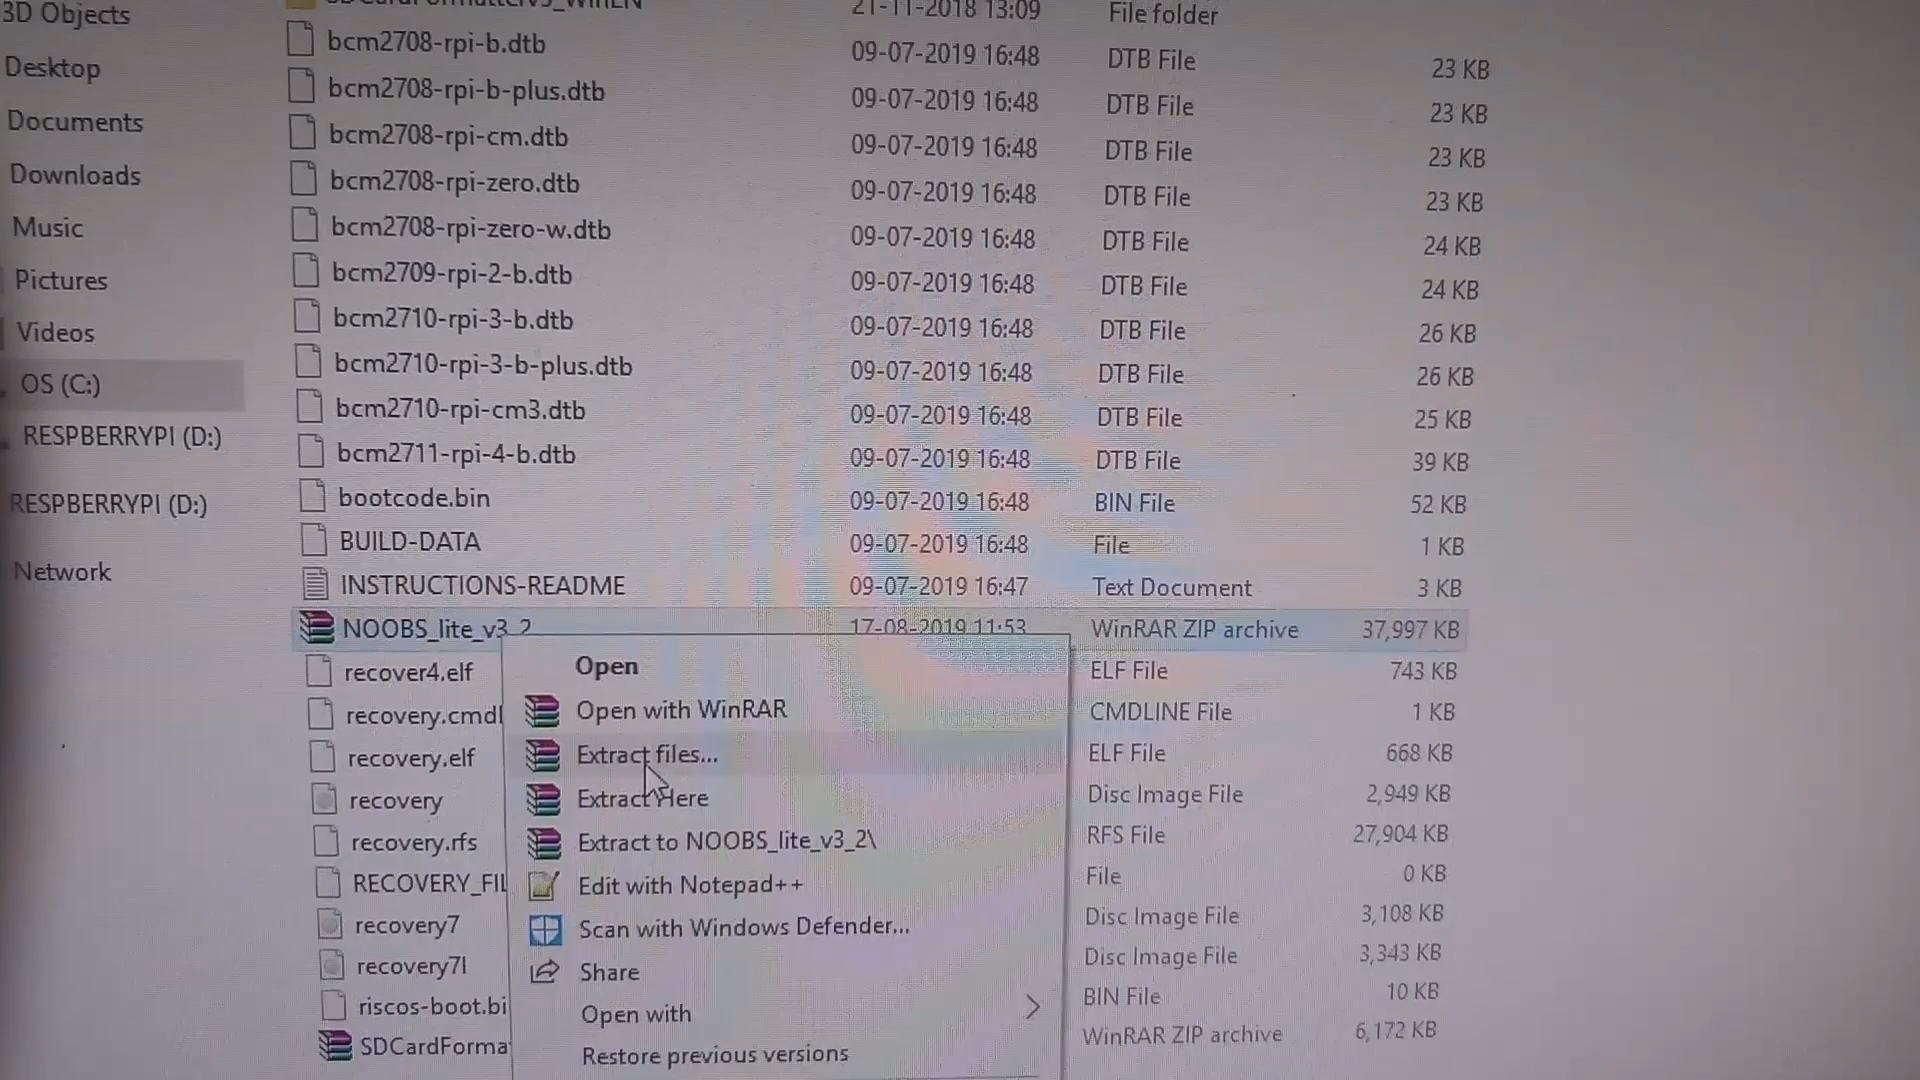 3D Objects
Desktop
Documents
Downloads
Music
Pictures
Videos
OS (C:)
RESPBERRYPI (D:)
RESPBERRYPI (D:)
Network
21-11-2018 13:09 File folder
bcm2708-rpi-b.dtb 09-07-2019 16:48 DTB File 23 KB
bcm2708-rpi-b-plus.dtb 09-07-2019 16:48 DTB File 23 KB
bcm2708-rpi-cm.dtb 09-07-2019 16:48 DTB File 23 KB
bcm2708-rpi-zero.dtb 09-07-2019 16:48 DTB File 23 KB
bcm2708-rpi-zero-w.dtb 09-07-2019 16:48 DTB File 24 KB
bcm2709-rpi-2-b.dtb 09-07-2019 16:48 DTB File 24 KB
bcm2710-rpi-3-b.dtb 09-07-2019 16:48 DTB File 26 KB
bcm2710-rpi-3-b-plus.dtb 09-07-2019 16:48 DTB File 26 KB
bcm2710-rpi-cm3.dtb 09-07-2019 16:48 DTB File 25 KB
bcm2711-rpi-4-b.dtb 09-07-2019 16:48 DTB File 39 KB
bootcode.bin 09-07-2019 16:48 BIN File 52 KB
BUILD-DATA 09-07-2019 16:48 File 1 KB
INSTRUCTIONS-README 09-07-2019 16:47 Text Document 3 KB
NOOBS_lite_v3_2 17-08-2019 11:53 WinRAR ZIP archive 37,997 KB
recover4.elf ELF File 743 KB
recovery.cmdl CMDLINE File 1 KB
recovery.elf ELF File 668 KB
recovery Disc Image File 2,949 KB
recovery.rfs RFS File 27,904 KB
RECOVERY_FIL File 0 KB
recovery7 Disc Image File 3,108 KB
recovery7l Disc Image File 3,343 KB
riscos-boot.bi BIN File 10 KB
SDCardForma WinRAR ZIP archive 6,172 KB
Open
Open with WinRAR
Extract files...
Extract Here
Extract to NOOBS_lite_v3_2\
Edit with Notepad++
Scan with Windows Defender...
Share
Open with
Restore previous versions